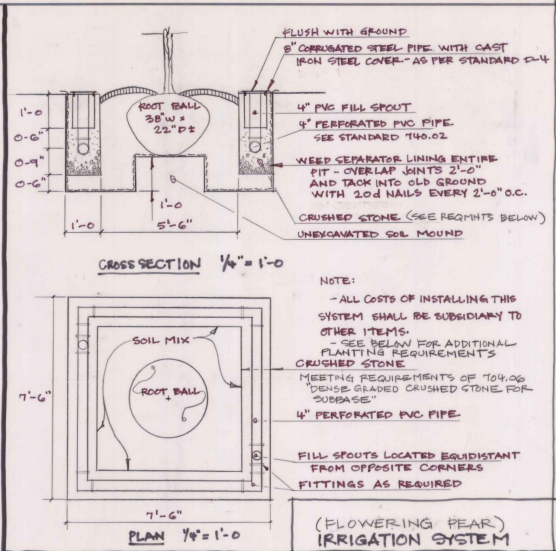 FLUSH WITH GROUND
8" CORRUGATED STEEL PIPE WITH CAST
IRON STEEL COVER - AS PER STANDARD D-4
4" PVC FILL SPOUT
4" PERFORATED PVC PIPE
SEE STANDARD 740.02
WEED SEPARATOR LINING ENTIRE
PIT - OVERLAP JOINTS 2'-0"
AND TACK INTO OLD GROUND
WITH 20d NAILS EVERY 2'-0" O.C.
CRUSHED STONE (SEE REQMNTS BELOW)
UNEXCAVATED SOIL MOUND
ROOT BALL
38" W x
22" D ±
1'-0
0-6"
0-9"
0-6"
1'-0
1'-0
5'-6"
CROSS SECTION 1/4" = 1'-0
NOTE:
- ALL COSTS OF INSTALLING THIS
SYSTEM SHALL BE SUBSIDIARY TO
OTHER ITEMS.
- SEE BELOW FOR ADDITIONAL
PLANTING REQUIREMENTS
CRUSHED STONE
MEETING REQUIREMENTS OF 704.06
"DENSE GRADED CRUSHED STONE FOR
SUBBASE"
4" PERFORATED PVC PIPE
FILL SPOUTS LOCATED EQUIDISTANT
FROM OPPOSITE CORNERS
FITTINGS AS REQUIRED
SOIL MIX
ROOT BALL
7'-6"
7'-6"
PLAN 1/4" = 1'-0
(FLOWERING PEAR)
IRRIGATION SYSTEM